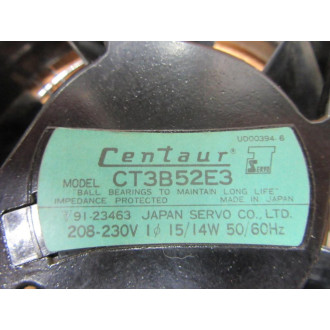 U000394.6
Centaur®
SERVO
MODEL CT3B52E3
"BALL BEARINGS TO MAINTAIN LONG LIFE"
IMPEDANCE PROTECTED MADE IN JAPAN
'91-23463 JAPAN SERVO CO., LTD.
208-230V 1ϕ 15/14W 50/60Hz